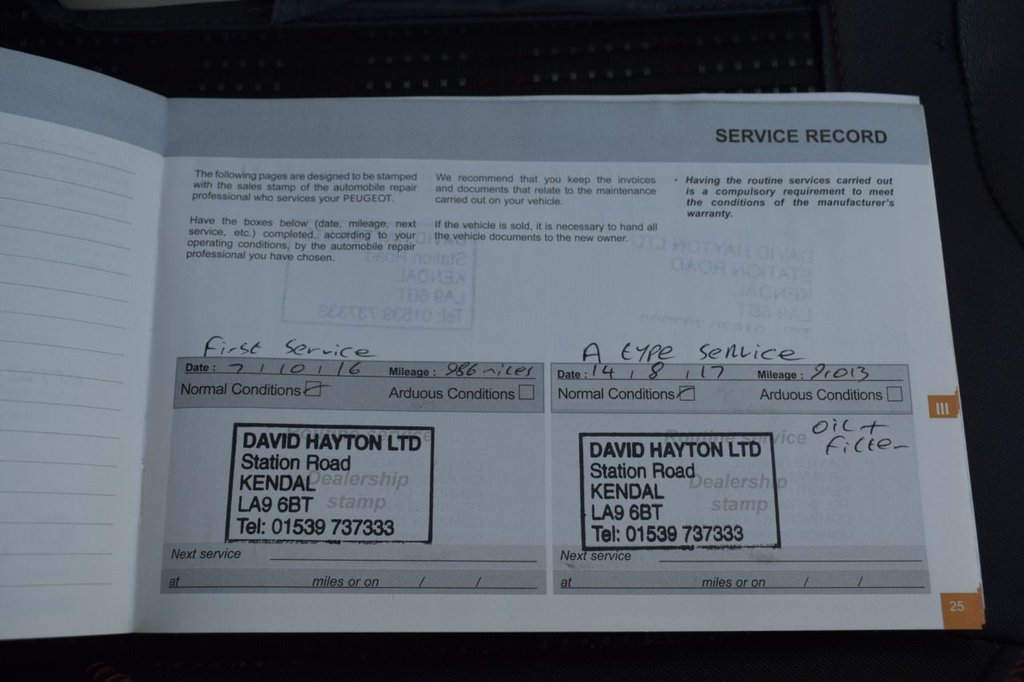 SERVICE RECORD
The following pages are designed to be stamped
with the sales stamp of the automobile repair
professional who services your PEUGEOT.
Have the boxes below (date, mileage, next
service, etc.) completed, according to your
operating conditions, by the automobile repair
professional you have chosen.
We recommend that you keep the invoices
and documents that relate to the maintenance
carried out on your vehicle.
If the vehicle is sold, it is necessary to hand all
the vehicle documents to the new owner.
• Having the routine services carried out
is a compulsory requirement to meet
the conditions of the manufacturer's
warranty.
First Service
Date : 7 / 10 / 16 Mileage : 986 miles
Normal Conditions Arduous Conditions
DAVID HAYTON LTD
Station Road
KENDAL
LA9 6BT
Tel: 01539 737333
Dealership
stamp
Next service
at miles or on / /
A type service
Date : 14 / 8 / 17 Mileage : 9,013
Normal Conditions Arduous Conditions
oil +
filter
Routine service
DAVID HAYTON LTD
Station Road
KENDAL
LA9 6BT
Tel: 01539 737333
Dealership
stamp
Next service
at miles or on / /
III
25